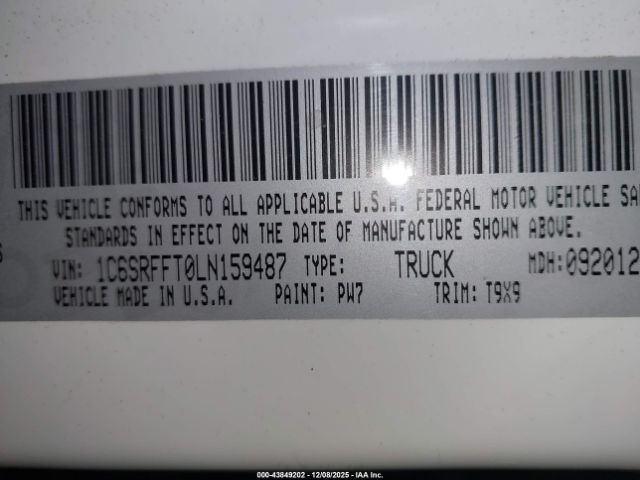 THIS VEHICLE CONFORMS TO ALL APPLICABLE U.S.A. FEDERAL MOTOR VEHICLE SA
STANDARDS IN EFFECT ON THE DATE OF MANUFACTURE SHOWN ABOVE.
VIN: 1C6SRFFT0LN159487 TYPE: TRUCK MDH:092012
VEHICLE MADE IN U.S.A. PAINT: PW7 TRIM: T9X9
000-43849202 - 12/08/2025 - IAA Inc.